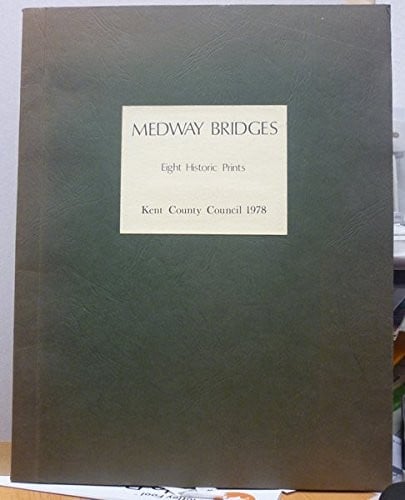 MEDWAY BRIDGES
Eight Historic Prints
Kent County Council 1978